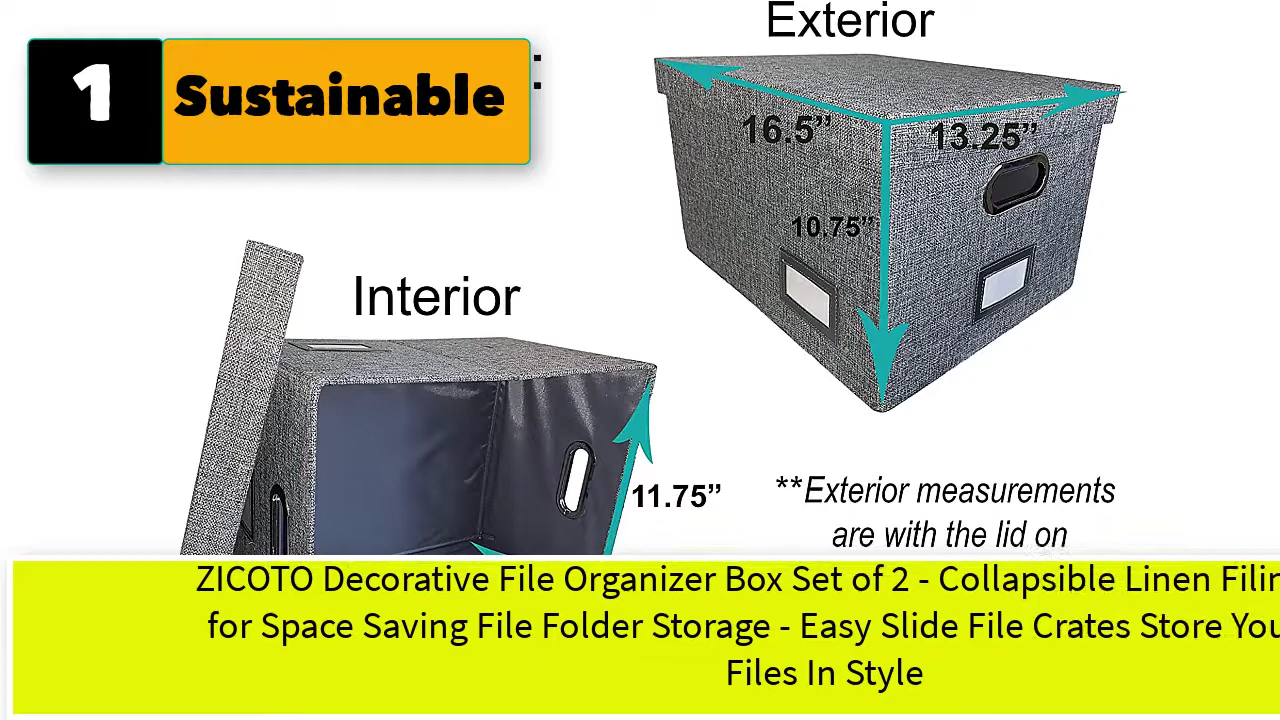 Exterior
1
Sustainable
:
16.5”
13.25”
10.75”
Interior
11.75”
**Exterior measurements
are with the lid on
ZICOTO Decorative File Organizer Box Set of 2 - Collapsible Linen
for Space Saving File Folder Storage - Easy Slide File Crates Store
Files In Style